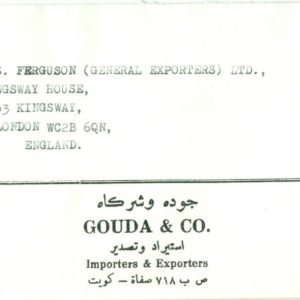 S. FERGUSON (GENERAL EXPORTERS) LTD.,
NGSWAY HOUSE,
03 KINGSWAY,
LONDON WC2B 6QN,
ENGLAND.
جوده وشركاه
GOUDA & CO.
استيراد وتصدير
Importers & Exporters
ص ب ٧١٨ صفاة — كويت